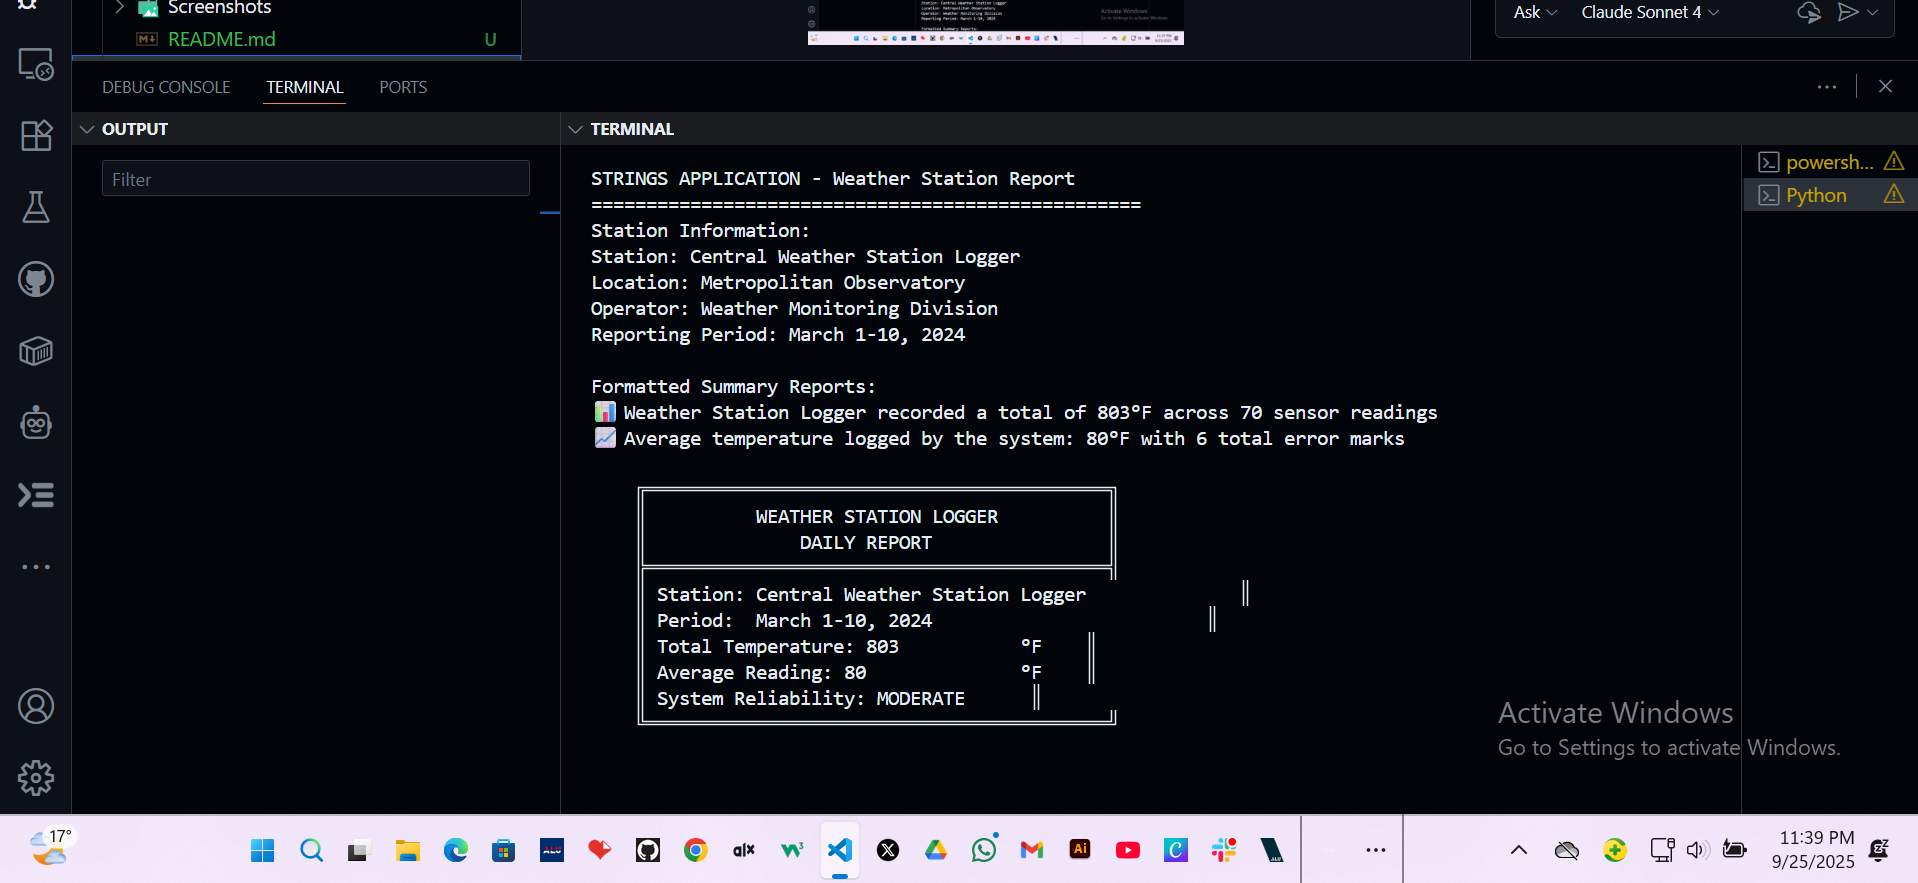 Screenshots
README.md U
Ask Claude Sonnet 4
DEBUG CONSOLE TERMINAL PORTS
OUTPUT
Filter
TERMINAL
STRINGS APPLICATION - Weather Station Report
==================================================
Station Information:
Station: Central Weather Station Logger
Location: Metropolitan Observatory
Operator: Weather Monitoring Division
Reporting Period: March 1-10, 2024
Formatted Summary Reports:
📊 Weather Station Logger recorded a total of 803°F across 70 sensor readings
📈 Average temperature logged by the system: 80°F with 6 total error marks
WEATHER STATION LOGGER
DAILY REPORT
Station: Central Weather Station Logger
Period: March 1-10, 2024
Total Temperature: 803 °F
Average Reading: 80 °F
System Reliability: MODERATE
powersh...
Python
Activate Windows
Go to Settings to activate Windows.
17°
ALU
alx
Ai
11:39 PM
9/25/2025